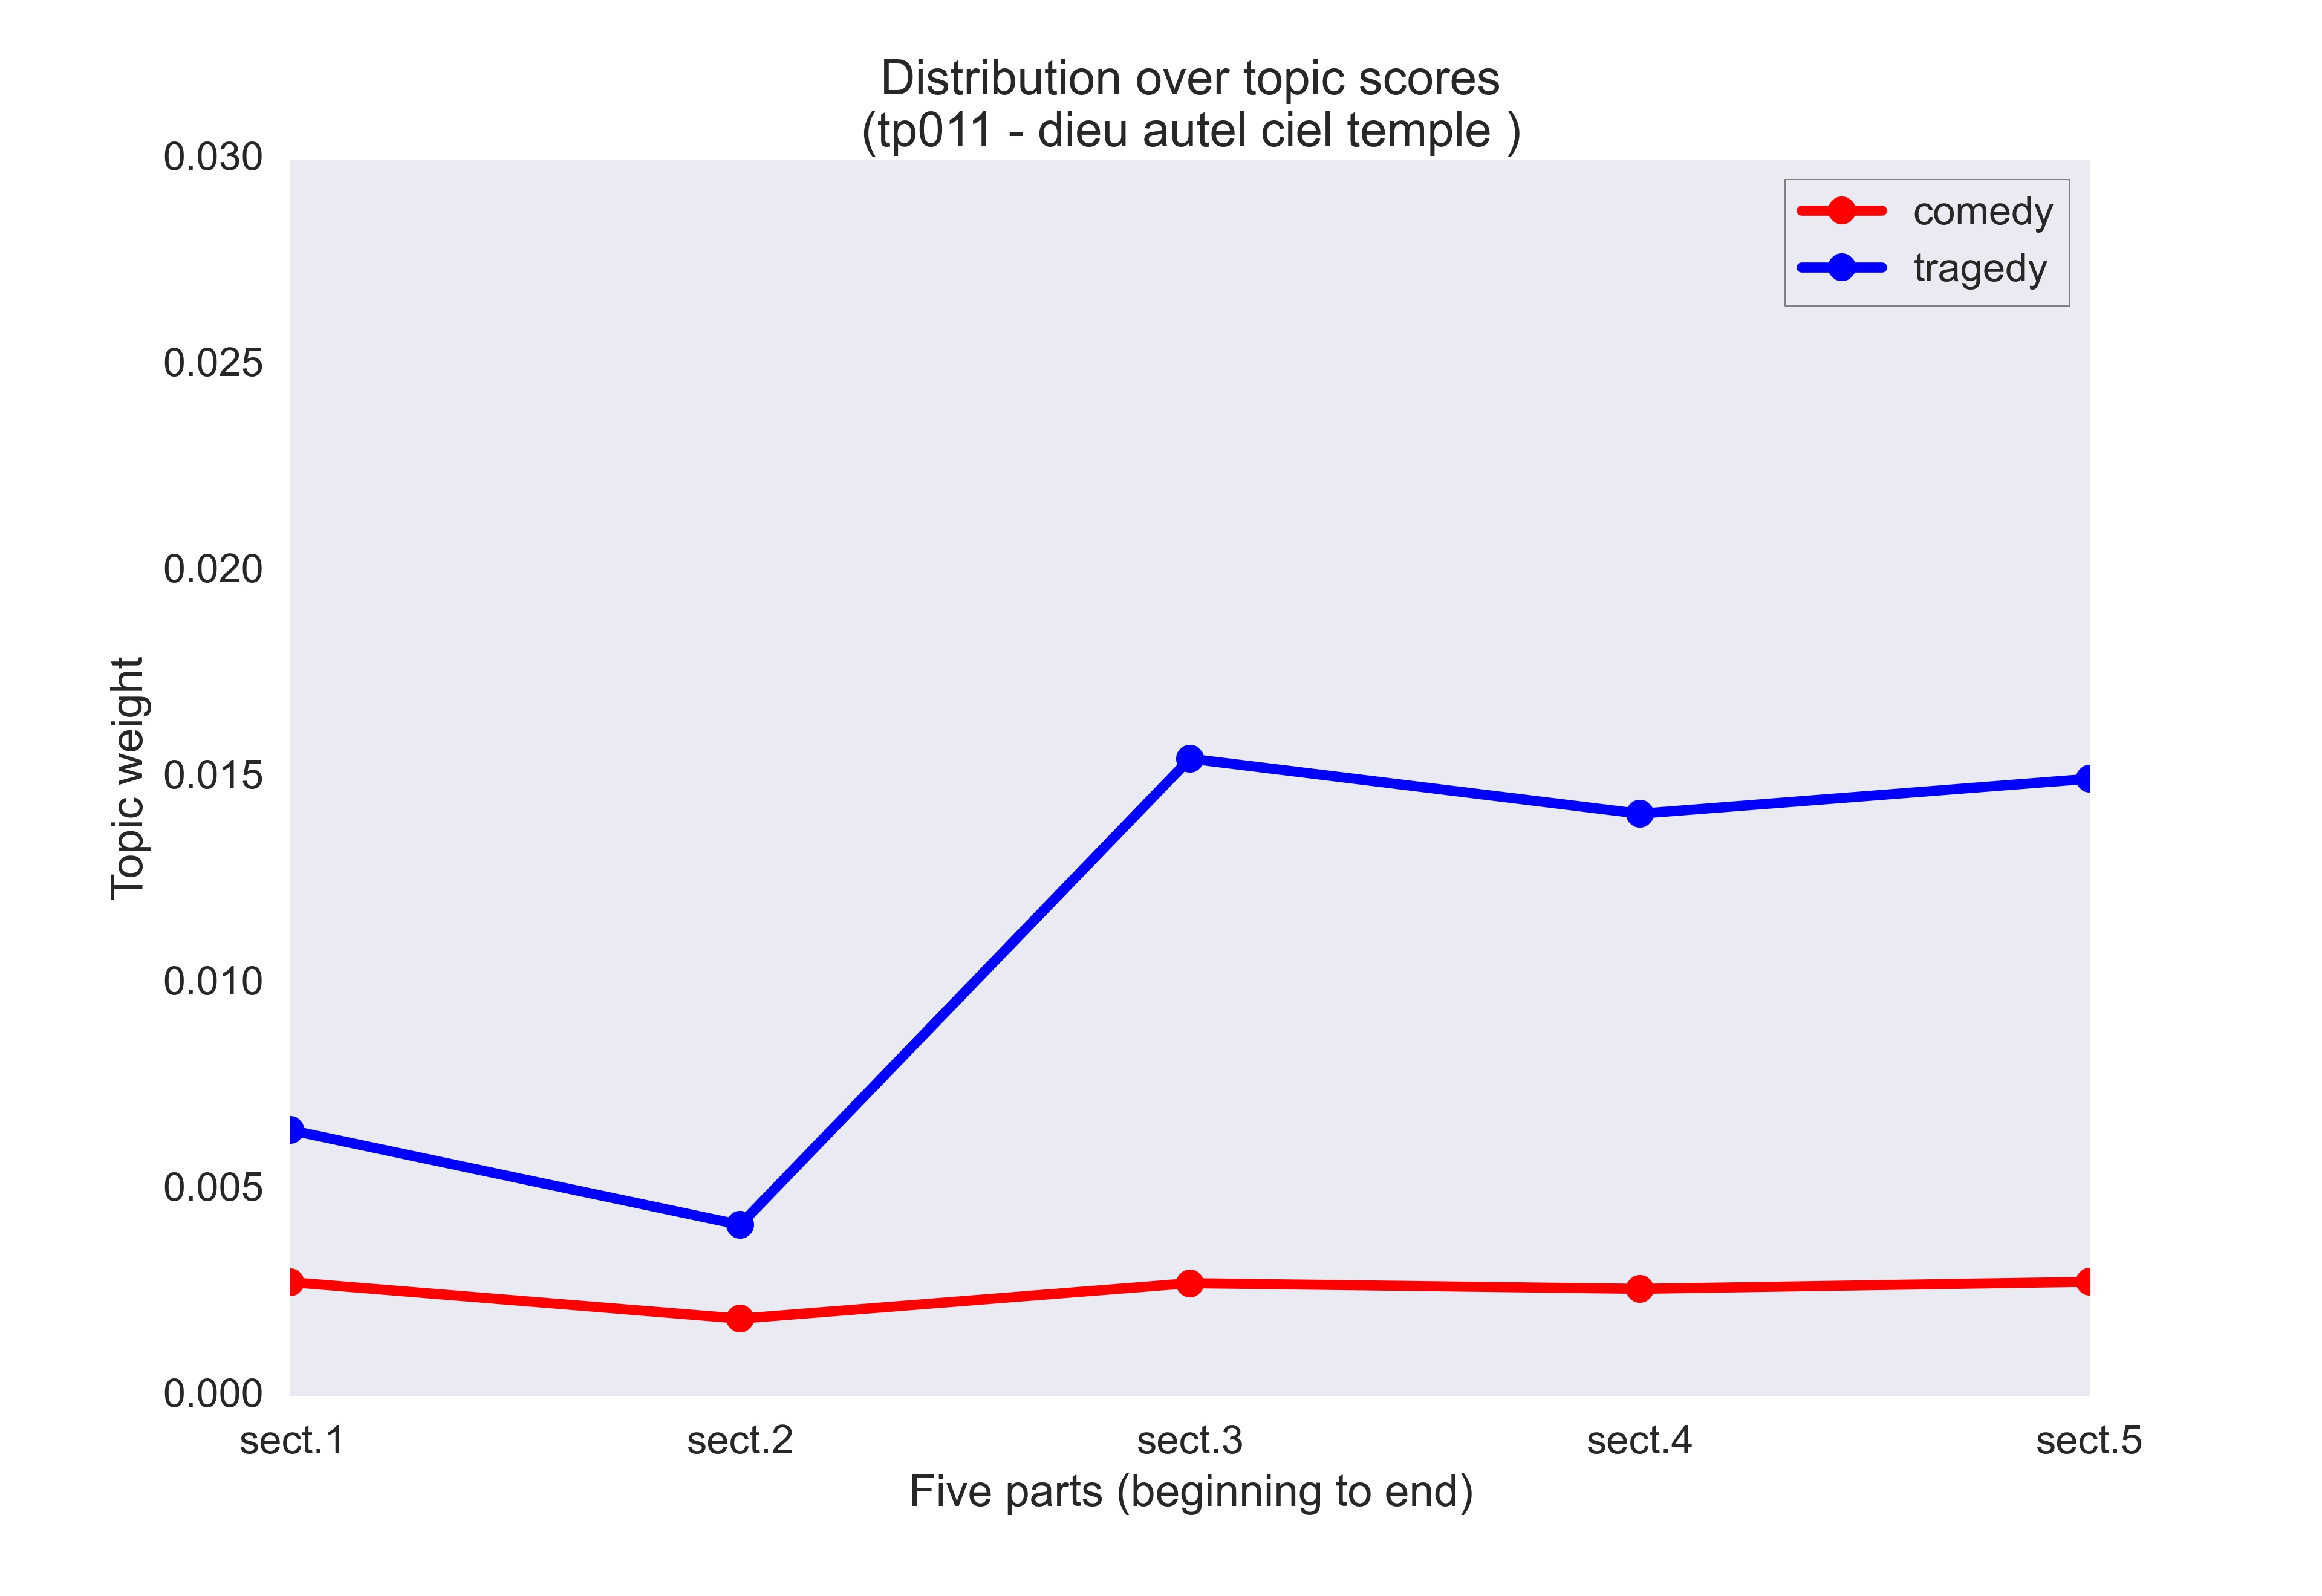 Distribution over topic scores
(tp011 - dieu autel ciel temple )
0.030
0.025
0.020
0.015
0.010
0.005
0.000
Topic weight
comedy
tragedy
sect.1
sect.2
sect.3
sect.4
sect.5
Five parts (beginning to end)